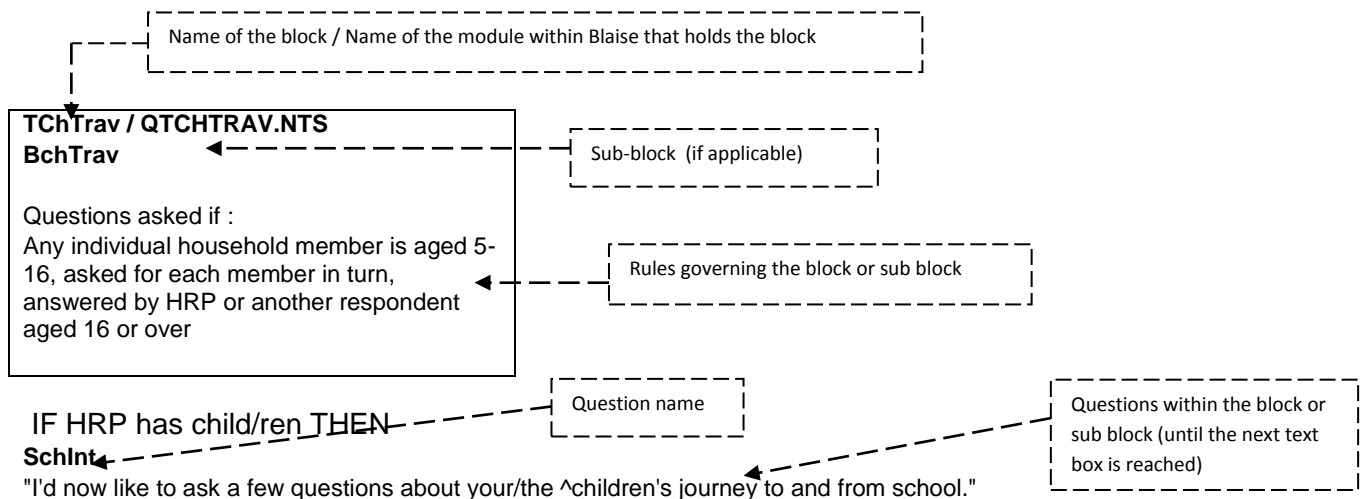 Name of the block / Name of the module within Blaise that holds the block
TChTrav / QTCHTRAV.NTS
BchTrav
Sub-block (if applicable)
Questions asked if :
Any individual household member is aged 5-
16, asked for each member in turn,
answered by HRP or another respondent
aged 16 or over
Rules governing the block or sub block
IF HRP has child/ren THEN
Question name
Questions within the block or
sub block (until the next text
box is reached)
SchInt
"I'd now like to ask a few questions about your/the ^children's journey to and from school."